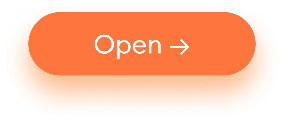 Open →